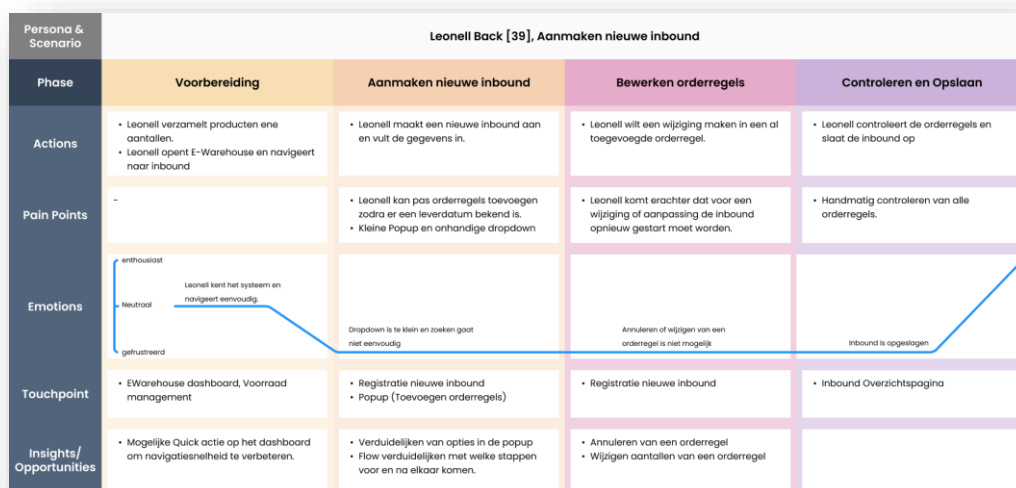 Persona &
Scenario
Leonell Back [39], Aanmaken nieuwe inbound
Phase
Voorbereiding
Aanmaken nieuwe inbound
Bewerken orderregels
Controleren en Opslaan
Actions
• Leonell verzamelt producten ene
aantallen.
• Leonell opent E-Warehouse en navigeert
naar inbound
• Leonell maakt een nieuwe inbound aan
en vult de gegevens in.
• Leonell wilt een wijziging maken in een al
toegevoegde orderregel.
• Leonell controleert de orderregels en
slaat de inbound op
Pain Points
-
• Leonell kan pas orderregels toevoegen
zodra er een leverdatum bekend is.
• Kleine Popup en onhandige dropdown
• Leonell komt erachter dat voor een
wijziging of aanpassing de inbound
opnieuw gestart moet worden.
• Handmatig controleren van alle
orderregels.
Emotions
enthousiast
Neutraal
gefrustreerd
Leonell kent het systeem en
navigeert eenvoudig.
Dropdown is te klein en zoeken gaat
niet eenvoudig
Annuleren of wijzigen van een
orderregel is niet mogelijk
Inbound is opgeslagen
Touchpoint
• EWarehouse dashboard, Voorraad
management
• Registratie nieuwe inbound
• Popup (Toevoegen orderregels)
• Registratie nieuwe inbound
• Inbound Overzichtspagina
Insights/
Opportunities
• Mogelijke Quick actie op het dashboard
om navigatiesnelheid te verbeteren.
• Verduidelijken van opties in de popup
• Flow verduidelijken met welke stappen
voor en na elkaar komen.
• Annuleren van een orderregel
• Wijzigen aantallen van een orderregel